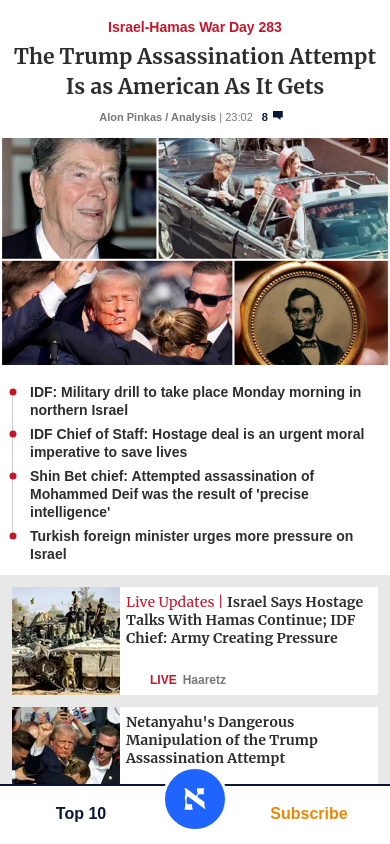 Israel-Hamas War Day 283
The Trump Assassination Attempt
Is as American As It Gets
Alon Pinkas / Analysis | 23:02 8
IDF: Military drill to take place Monday morning in
northern Israel
IDF Chief of Staff: Hostage deal is an urgent moral
imperative to save lives
Shin Bet chief: Attempted assassination of
Mohammed Deif was the result of 'precise
intelligence'
Turkish foreign minister urges more pressure on
Israel
Live Updates | Israel Says Hostage
Talks With Hamas Continue; IDF
Chief: Army Creating Pressure
LIVE Haaretz
Netanyahu's Dangerous
Manipulation of the Trump
Assassination Attempt
Top 10
א
Subscribe